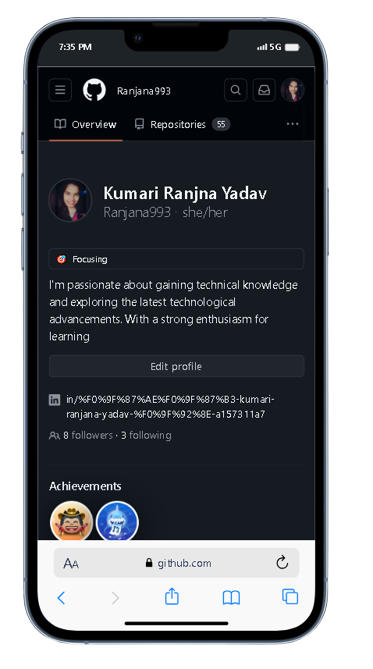 7:35 PM 5G
Ranjana993
Overview Repositories 55
Kumari Ranjna Yadav
Ranjana993 · she/her
Focusing
I'm passionate about gaining technical knowledge
and exploring the latest technological
advancements. With a strong enthusiasm for
learning
Edit profile
in/%F0%9F%87%AE%F0%9F%87%B3-kumari-
ranjana-yadav-%F0%9F%92%8E-a157311a7
8 followers · 3 following
Achievements
AA github.com